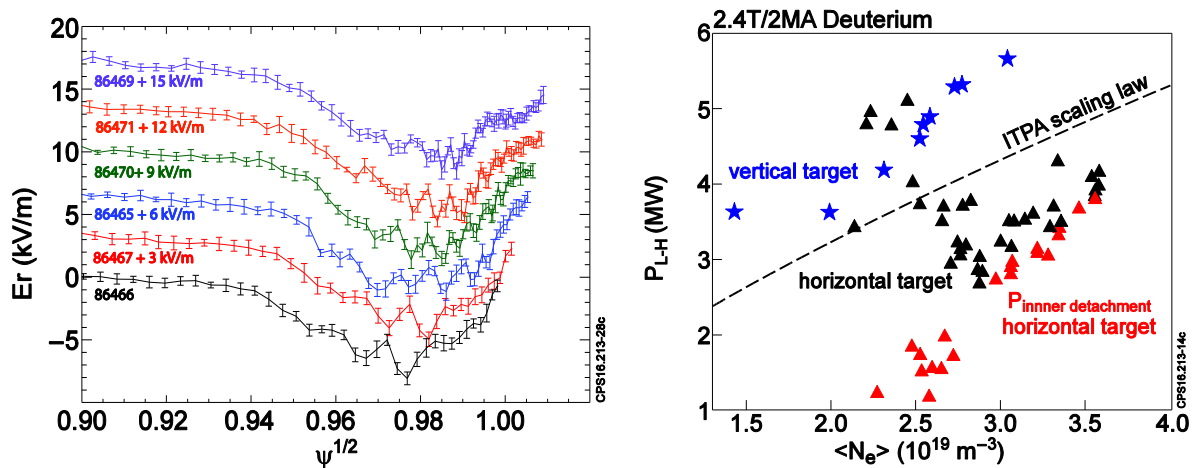 20
15
10
5
0
−5
0.90
0.92
0.94
0.96
0.98
1.00
Er (kV/m)
ψ1/2
86469 + 15 kV/m
86471 + 12 kV/m
86470+ 9 kV/m
86465 + 6 kV/m
86467 + 3 kV/m
86466
CPS16.213-28c
2.4T/2MA Deuterium
6
5
4
3
2
1
1.5
2.0
2.5
3.0
3.5
4.0
PL-H (MW)
<Ne> (1019 m−3)
ITPA scaling law
vertical target
horizontal target
Pinnner detachment
horizontal target
CPS16.213-14c